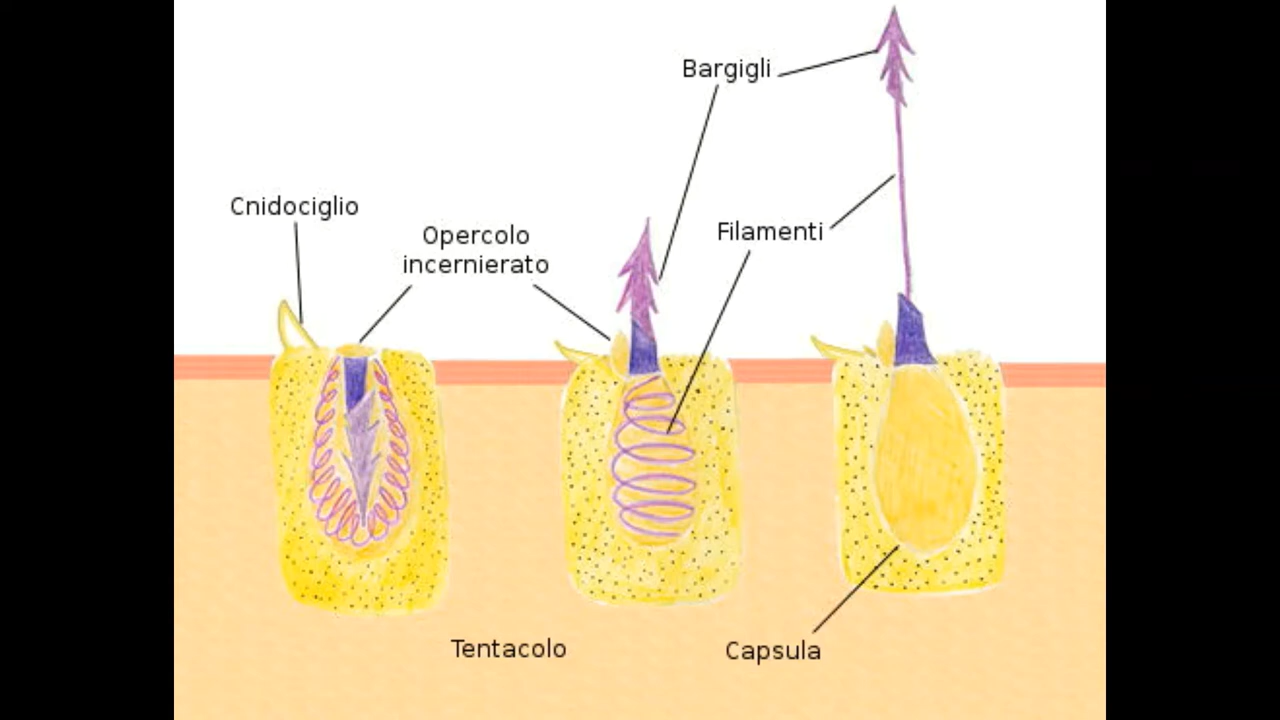 Bargigli
Cnidociglio
Opercolo
incernierato
Filamenti
Tentacolo
Capsula